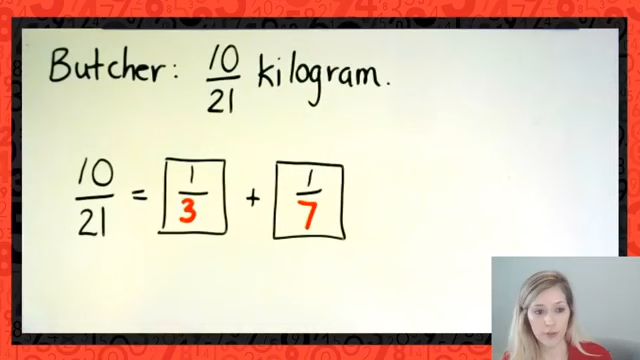 Butcher: 10/21 kilogram.
10/21 = 1/3 + 1/7